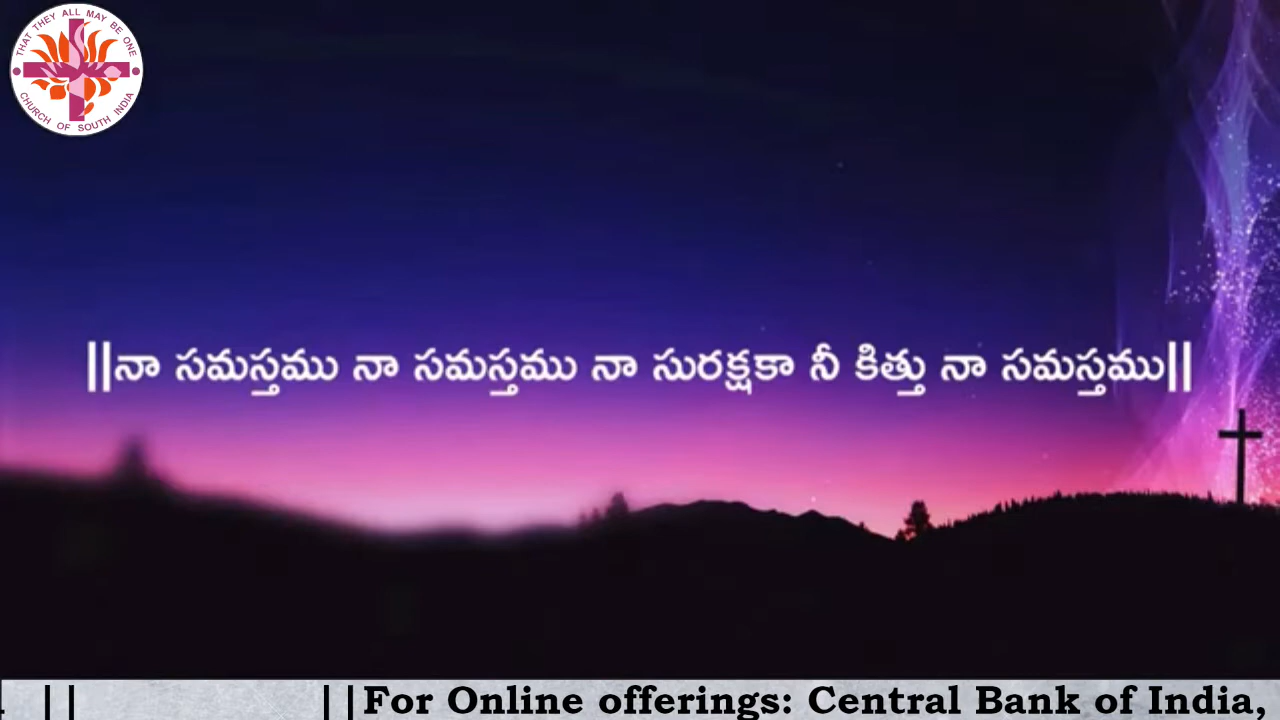 THAT THEY ALL MAY BE ONE
CHURCH OF SOUTH INDIA
||నా సమస్తము నా సమస్తము నా సురక్షకా నీ కిత్తు నా సమస్తము||
|| ||For Online offerings: Central Bank of India,